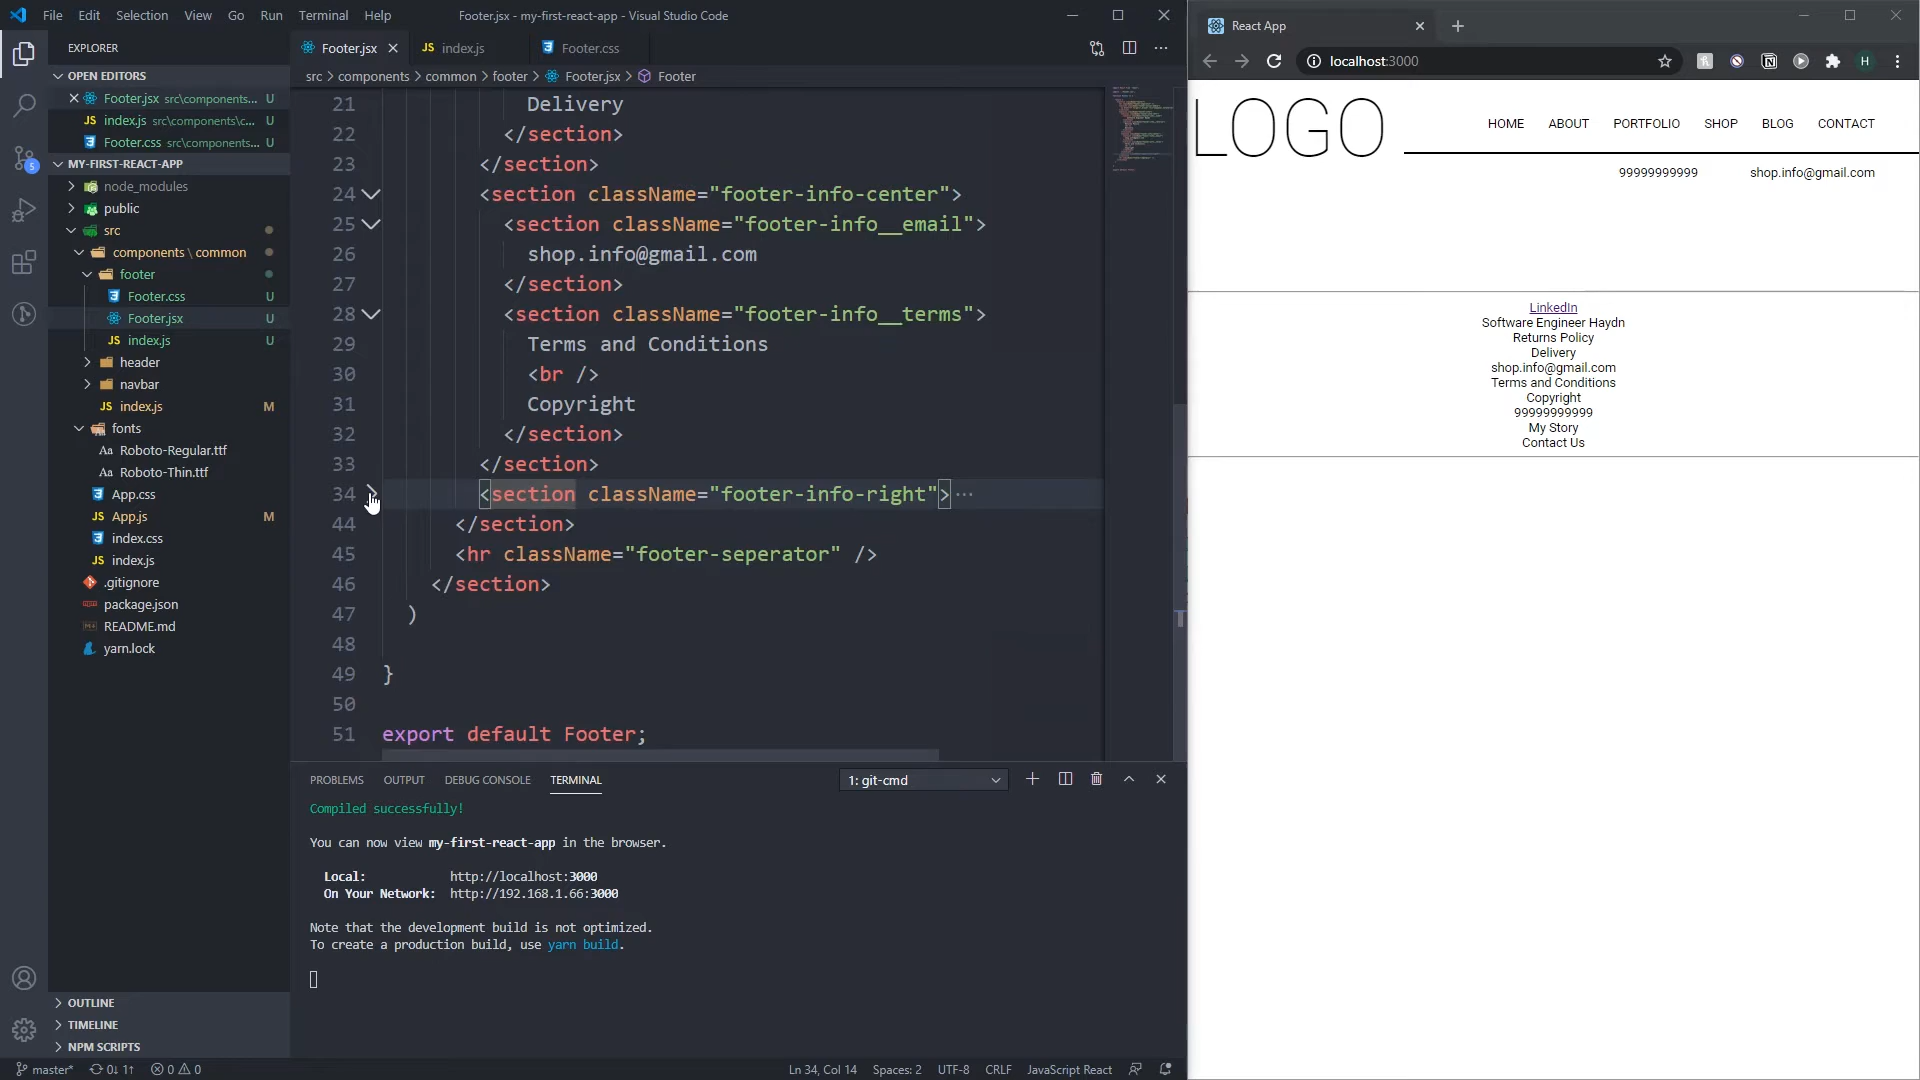 File Edit Selection View Go Run Terminal Help
Footer.jsx - my-first-react-app - Visual Studio Code
EXPLORER
OPEN EDITORS
Footer.jsx src\components... U
JS index.js src\components\c... U
Footer.css src\components... U
MY-FIRST-REACT-APP
node_modules
public
src
components \ common
footer
Footer.css U
Footer.jsx U
JS index.js U
header
navbar
JS index.js M
fonts
Aa Roboto-Regular.ttf
Aa Roboto-Thin.ttf
App.css
JS App.js M
index.css
JS index.js
.gitignore
package.json
README.md
yarn.lock
OUTLINE
TIMELINE
NPM SCRIPTS
Footer.jsx JS index.js Footer.css
src > components > common > footer > Footer.jsx > Footer
21 Delivery
22 </section>
23 </section>
24 <section className="footer-info-center">
25 <section className="footer-info__email">
26 shop.info@gmail.com
27 </section>
28 <section className="footer-info__terms">
29 Terms and Conditions
30 <br />
31 Copyright
32 </section>
33 </section>
34 <section className="footer-info-right">···
44 </section>
45 <hr className="footer-seperator" />
46 </section>
47 )
48
49 }
50
51 export default Footer;
PROBLEMS OUTPUT DEBUG CONSOLE TERMINAL 1: git-cmd
Compiled successfully!
You can now view my-first-react-app in the browser.
Local: http://localhost:3000
On Your Network: http://192.168.1.66:3000
Note that the development build is not optimized.
To create a production build, use yarn build.
master* 0↓ 1↑ 0 0 Ln 34, Col 14 Spaces: 2 UTF-8 CRLF JavaScript React
React App
localhost:3000
H
LOGO
HOME ABOUT PORTFOLIO SHOP BLOG CONTACT
99999999999 shop.info@gmail.com
LinkedIn
Software Engineer Haydn
Returns Policy
Delivery
shop.info@gmail.com
Terms and Conditions
Copyright
99999999999
My Story
Contact Us